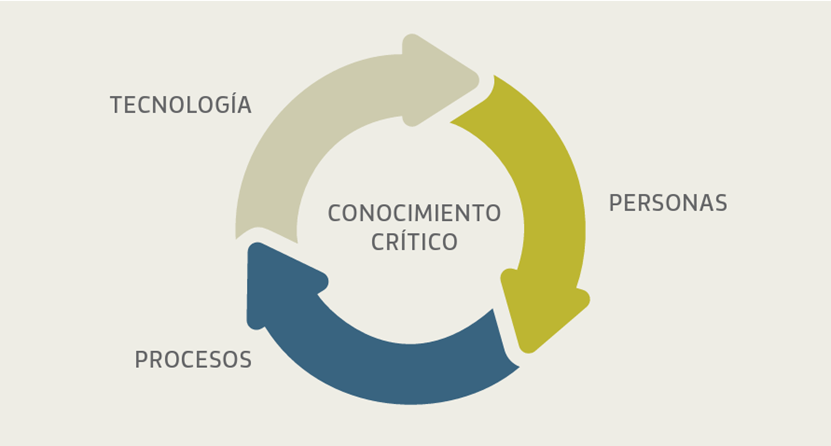 TECNOLOGÍA
PERSONAS
CONOCIMIENTO
CRÍTICO
PROCESOS